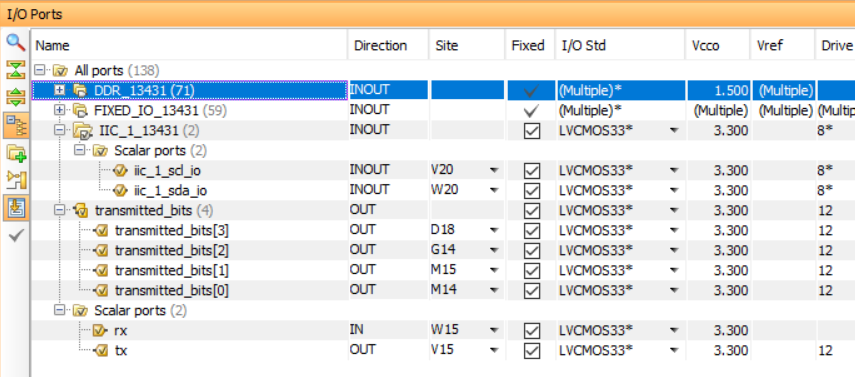 I/O Ports
Name Direction Site Fixed I/O Std Vcco Vref Drive
All ports (138)
DDR_13431 (71) INOUT (Multiple)* 1.500 (Multiple)
FIXED_IO_13431 (59) INOUT (Multiple)* (Multiple) (Multiple) (Multip
IIC_1_13431 (2) INOUT LVCMOS33* 3.300 8*
Scalar ports (2)
iic_1_scl_io INOUT V20 LVCMOS33* 3.300 8*
iic_1_sda_io INOUT W20 LVCMOS33* 3.300 8*
transmitted_bits (4) OUT LVCMOS33* 3.300 12
transmitted_bits[3] OUT D18 LVCMOS33* 3.300 12
transmitted_bits[2] OUT G14 LVCMOS33* 3.300 12
transmitted_bits[1] OUT M15 LVCMOS33* 3.300 12
transmitted_bits[0] OUT M14 LVCMOS33* 3.300 12
Scalar ports (2)
rx IN W15 LVCMOS33* 3.300
tx OUT V15 LVCMOS33* 3.300 12